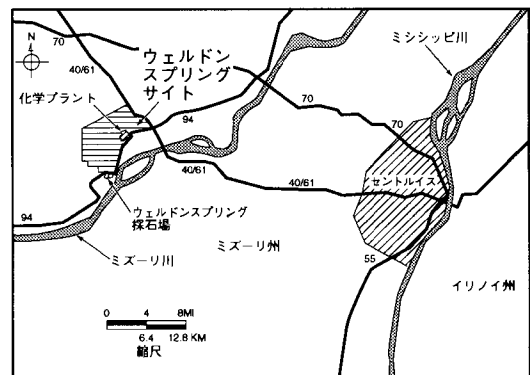 N
70
40/61
ウェルドン
スプリング
サイト
化学プラント
94
ミシシッピ川
70
70
40/61
40/61
セントルイス
94
ウェルドンスプリング
採石場
ミズーリ川
ミズーリ州
55
イリノイ州
0 4 8MI
6.4 12.8 KM
縮尺